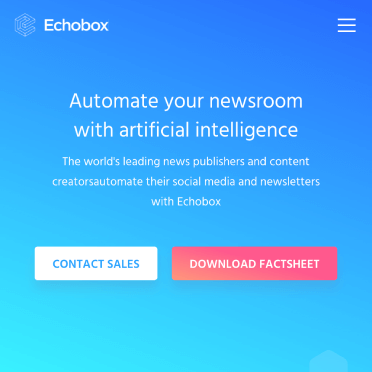 Echobox
Automate your newsroom
with artificial intelligence
The world's leading news publishers and content
creatorsautomate their social media and newsletters
with Echobox
CONTACT SALES
DOWNLOAD FACTSHEET